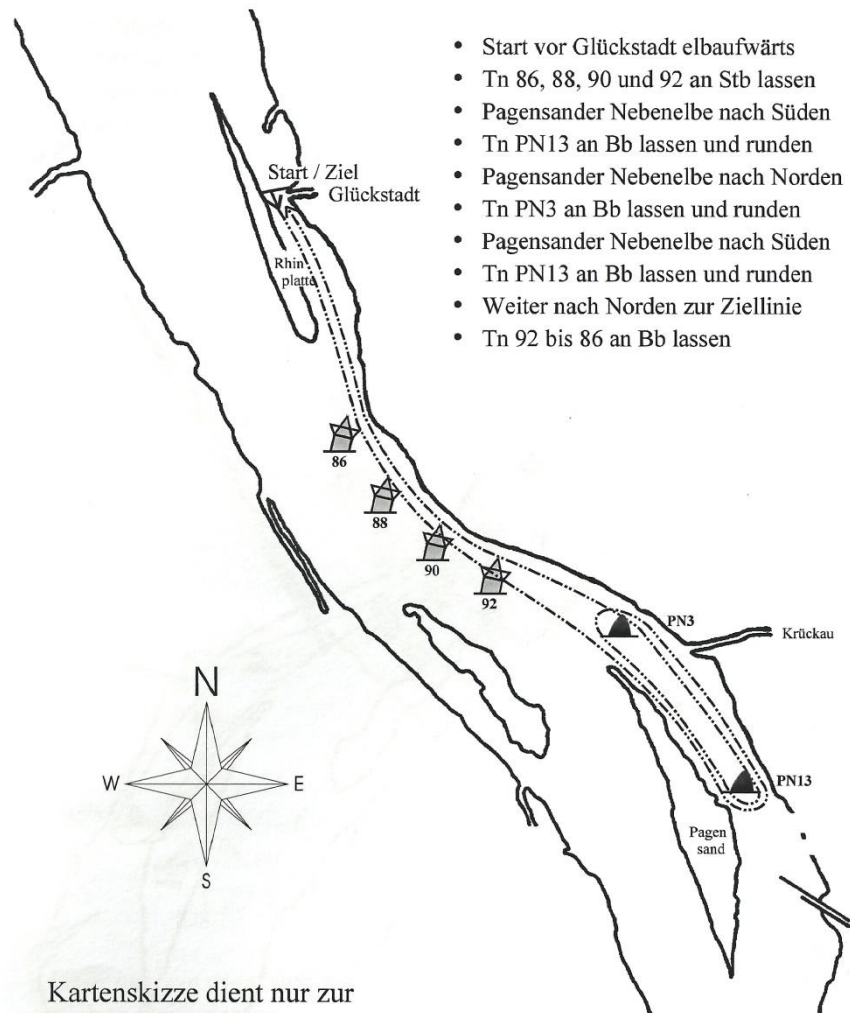 • Start vor Glückstadt elbaufwärts
• Tn 86, 88, 90 und 92 an Stb lassen
• Pagensander Nebenelbe nach Süden
• Tn PN13 an Bb lassen und runden
• Pagensander Nebenelbe nach Norden
• Tn PN3 an Bb lassen und runden
• Pagensander Nebenelbe nach Süden
• Tn PN13 an Bb lassen und runden
• Weiter nach Norden zur Ziellinie
• Tn 92 bis 86 an Bb lassen
Start / Ziel
Glückstadt
Rhin
platte
86
88
90
92
PN3
Krückau
N
W
E
S
PN13
Pagen
sand
Kartenskizze dient nur zur